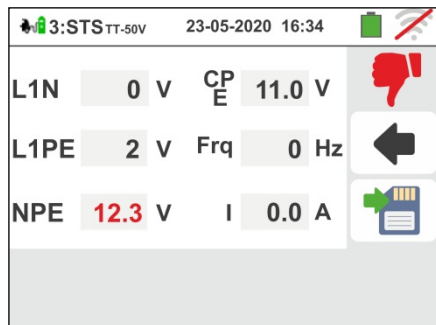 3:STS TT-50V 23-05-2020 16:34
L1N 0 V CP E 11.0 V
L1PE 2 V Frq 0 Hz
NPE 12.3 V I 0.0 A